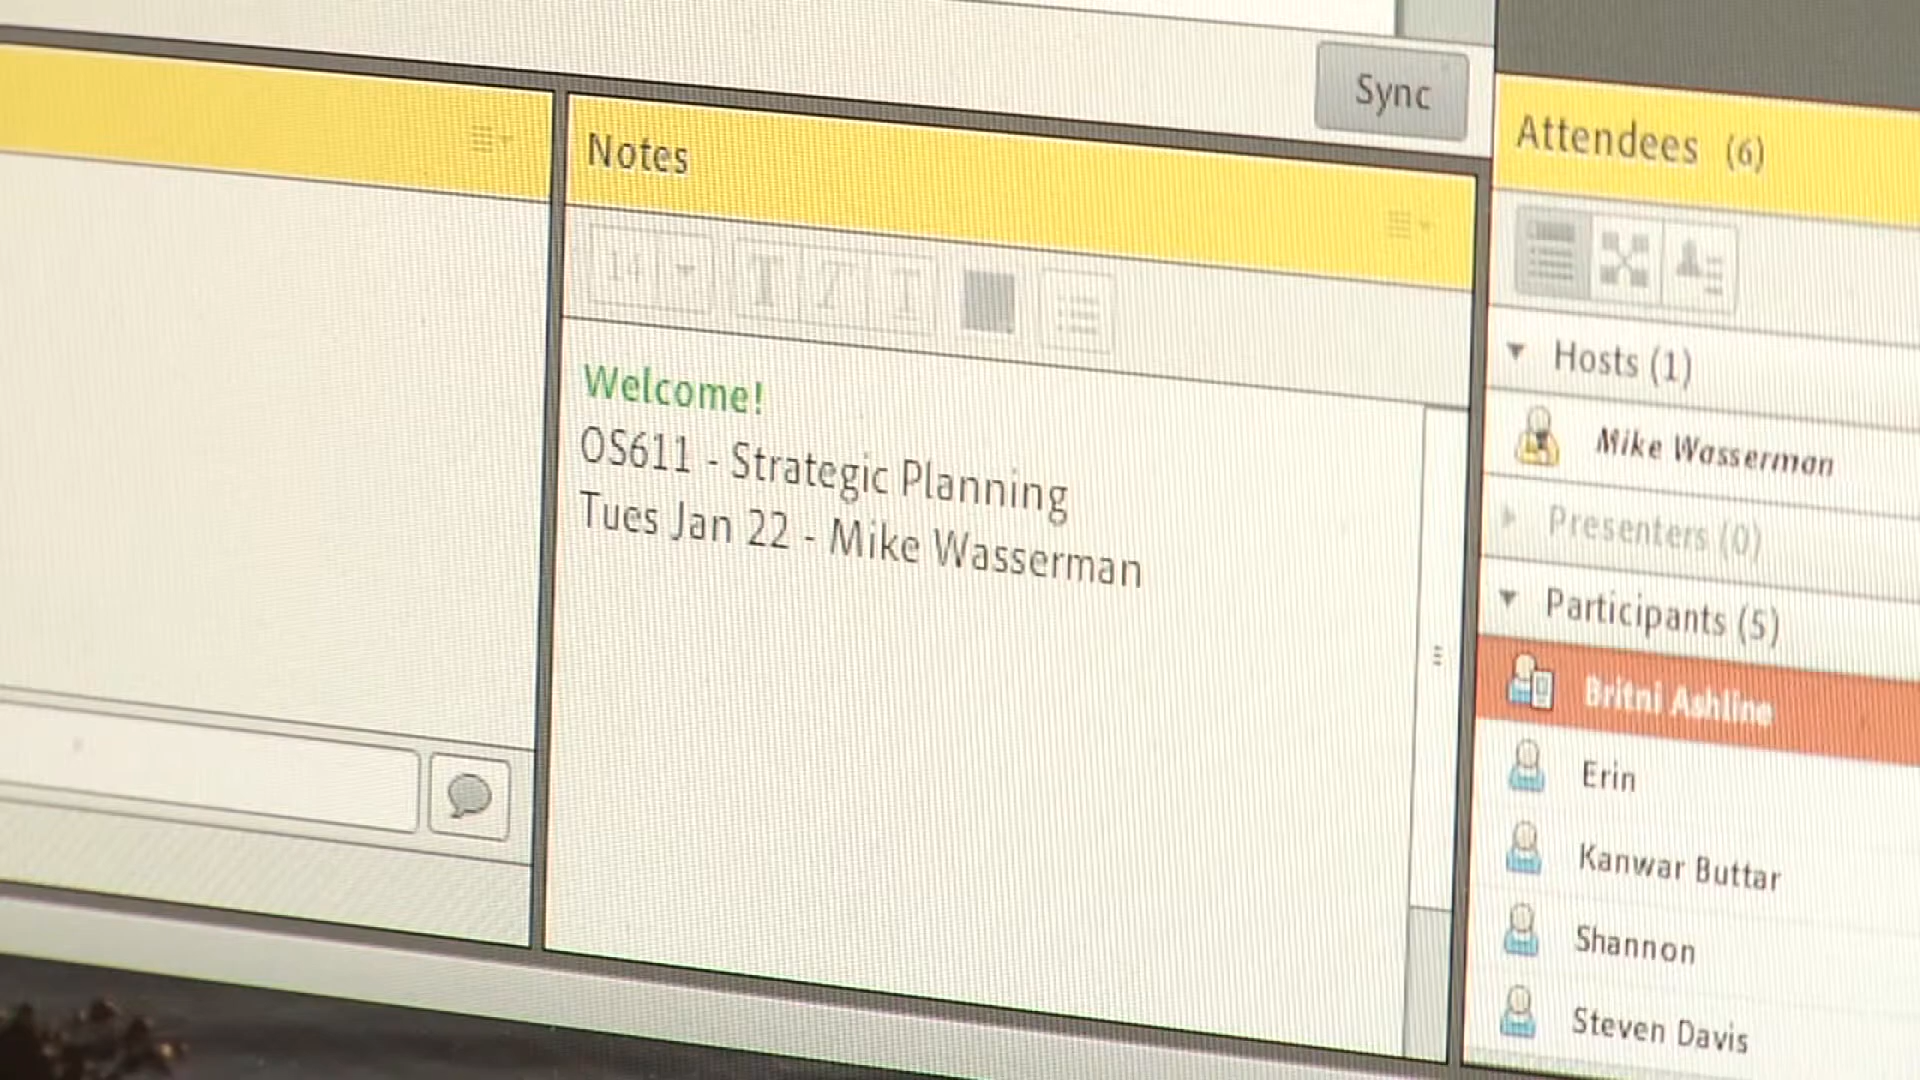 Sync
Notes
Attendees (6)
14
T T T
Hosts (1)
Welcome!
Mike Wasserman
OS611 - Strategic Planning
Tues Jan 22 - Mike Wasserman
Presenters (0)
Participants (5)
Britni Ashline
Erin
Kanwar Buttar
Shannon
Steven Davis